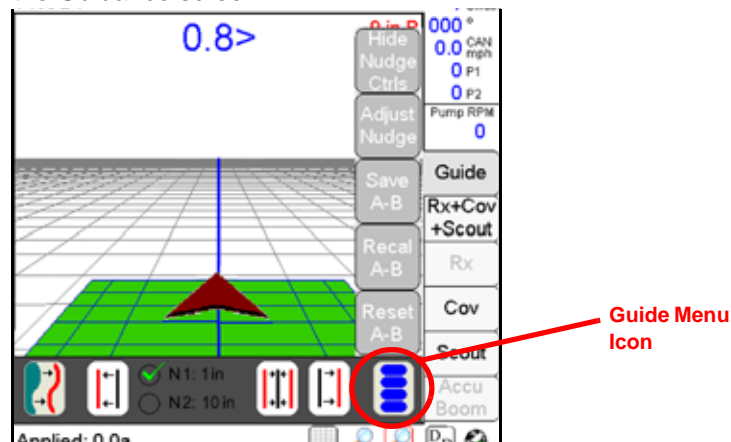 0.8>
0 in R
000 °
CAN
0.0 mph
0 P1
0 P2
Pump RPM
0
Hide
Nudge
Ctrls
Adjust
Nudge
Save
A-B
Recal
A-B
Reset
A-B
Guide
Rx+Cov
+Scout
Rx
Cov
Scout
Accu
Boom
Guide Menu
Icon
N1: 1in
N2: 10in
Applied: 0.0a